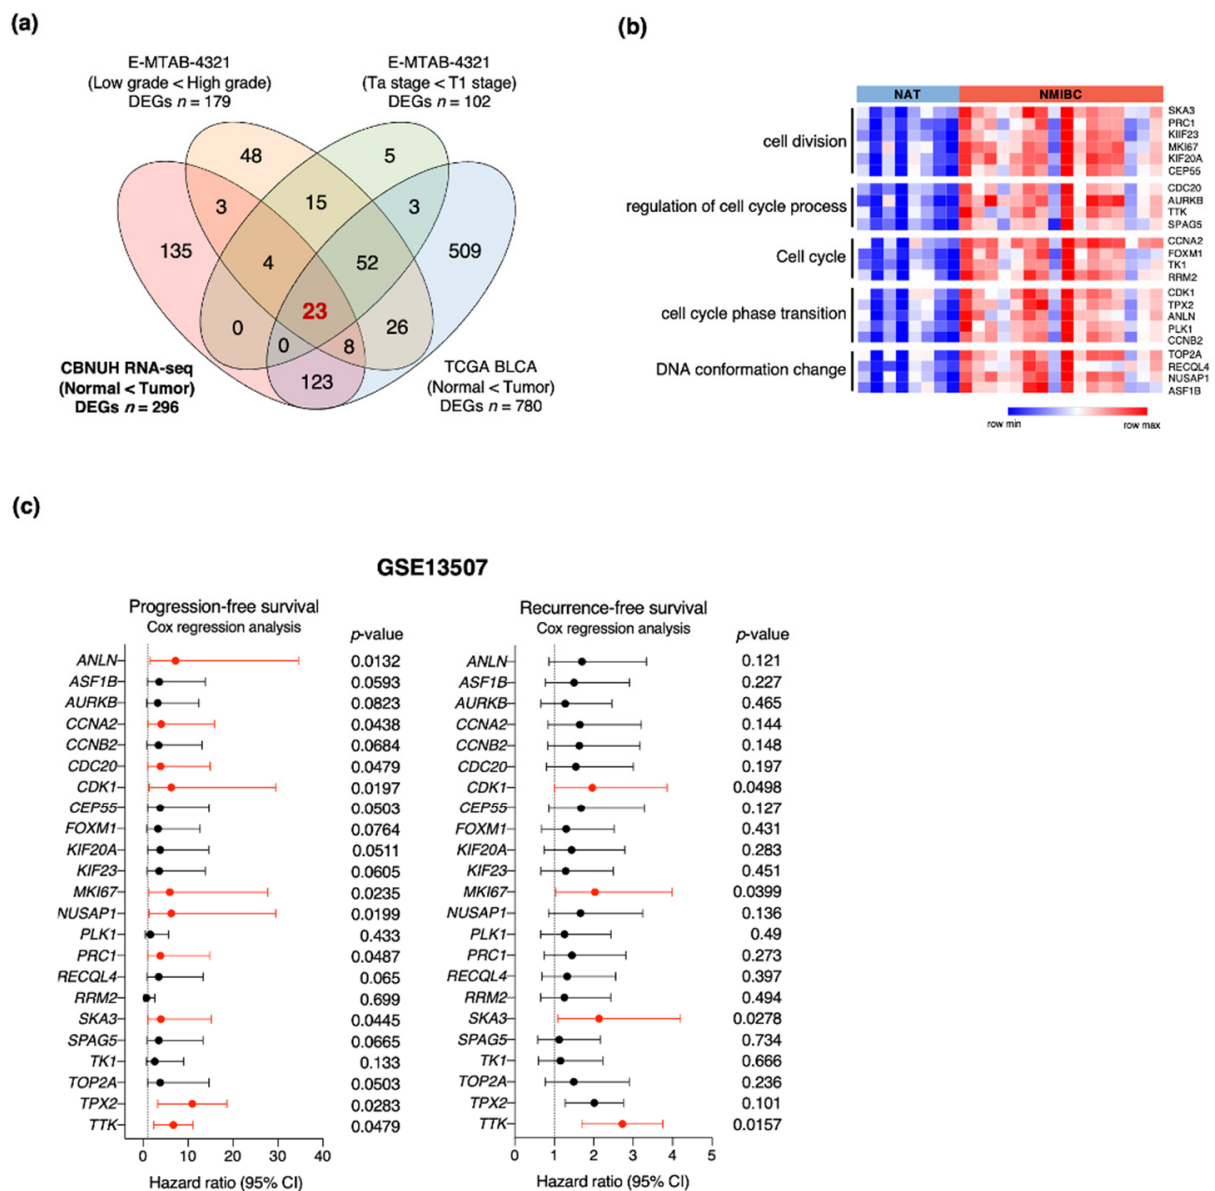 (a)
E-MTAB-4321
(Low grade < High grade)
DEGs n = 179
E-MTAB-4321
(Ta stage < T1 stage)
DEGs n = 102
48
5
3
15
3
135
4
52
509
23
0
0
8
26
123
CBNUH RNA-seq
(Normal < Tumor)
DEGs n = 296
TCGA BLCA
(Normal < Tumor)
DEGs n = 780
(b)
NAT NMIBC
cell division
SKA3
PRC1
KIIF23
MKI67
KIF20A
CEP55
regulation of cell cycle process
CDC20
AURKB
TTK
SPAG5
Cell cycle
CCNA2
FOXM1
TK1
RRM2
cell cycle phase transition
CDK1
TPX2
ANLN
PLK1
CCNB2
DNA conformation change
TOP2A
RECQL4
NUSAP1
ASF1B
row min row max
(c)
GSE13507
Progression-free survival
Cox regression analysis
p-value
ANLN 0.0132
ASF1B 0.0593
AURKB 0.0823
CCNA2 0.0438
CCNB2 0.0684
CDC20 0.0479
CDK1 0.0197
CEP55 0.0503
FOXM1 0.0764
KIF20A 0.0511
KIF23 0.0605
MKI67 0.0235
NUSAP1 0.0199
PLK1 0.433
PRC1 0.0487
RECQL4 0.065
RRM2 0.699
SKA3 0.0445
SPAG5 0.0665
TK1 0.133
TOP2A 0.0503
TPX2 0.0283
TTK 0.0479
0 10 20 30 40
Hazard ratio (95% CI)
Recurrence-free survival
Cox regression analysis
p-value
ANLN 0.121
ASF1B 0.227
AURKB 0.465
CCNA2 0.144
CCNB2 0.148
CDC20 0.197
CDK1 0.0498
CEP55 0.127
FOXM1 0.431
KIF20A 0.283
KIF23 0.451
MKI67 0.0399
NUSAP1 0.136
PLK1 0.49
PRC1 0.273
RECQL4 0.397
RRM2 0.494
SKA3 0.0278
SPAG5 0.734
TK1 0.666
TOP2A 0.236
TPX2 0.101
TTK 0.0157
0 1 2 3 4 5
Hazard ratio (95% CI)